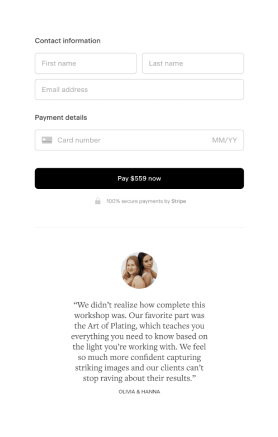 Contact information
First name
Last name
Email address
Payment details
Card number
MM/YY
Pay $559 now
100% secure payments by Stripe
“We didn’t realize how complete this
workshop was. Our favorite part was
the Art of Plating, which teaches you
everything you need to know based on
the light you’re working with. We feel
so much more confident capturing
striking images and our clients can’t
stop raving about their results.”
OLIVIA & HANNA